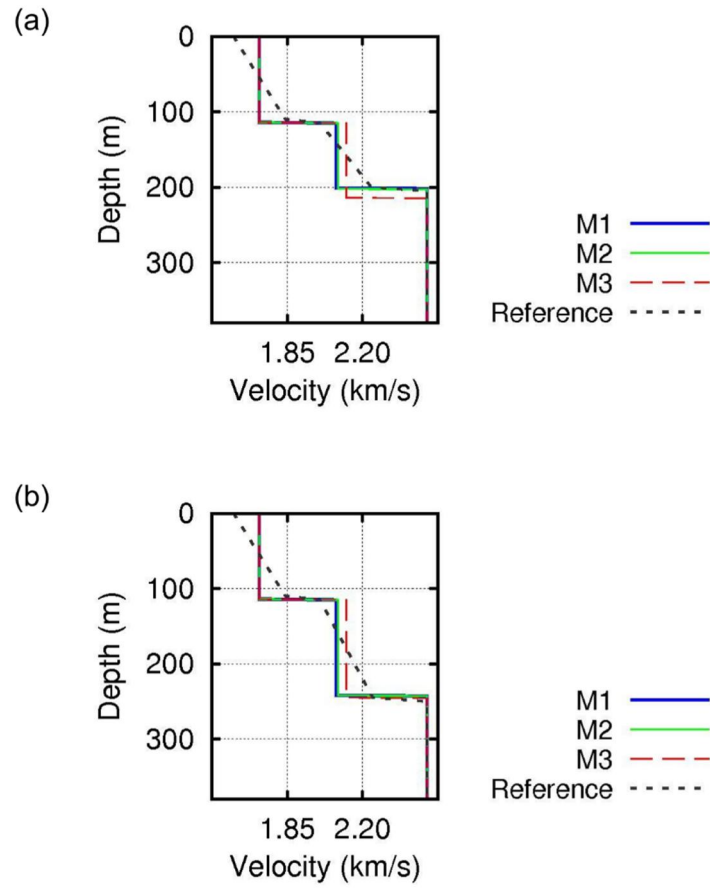 (a)
0
100
200
300
Depth (m)
1.85 2.20
Velocity (km/s)
M1
M2
M3
Reference
(b)
0
100
200
300
Depth (m)
1.85 2.20
Velocity (km/s)
M1
M2
M3
Reference